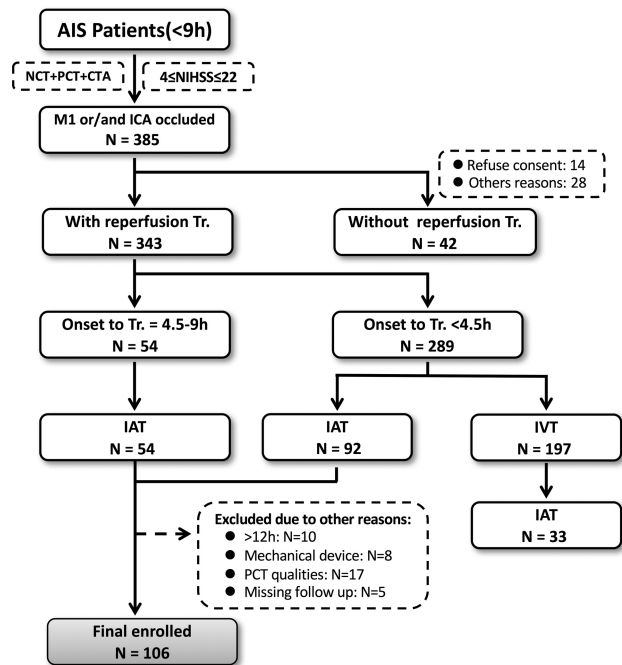 AIS Patients(<9h)
NCT+PCT+CTA
4≤NIHSS≤22
M1 or/and ICA occluded
N = 385
● Refuse consent: 14
● Others reasons: 28
With reperfusion Tr.
N = 343
Without reperfusion Tr.
N = 42
Onset to Tr. = 4.5-9h
N = 54
Onset to Tr. <4.5h
N = 289
IAT
N = 54
IAT
N = 92
IVT
N = 197
IAT
N = 33
Excluded due to other reasons:
● >12h: N=10
● Mechanical device: N=8
● PCT qualities: N=17
● Missing follow up: N=5
Final enrolled
N = 106